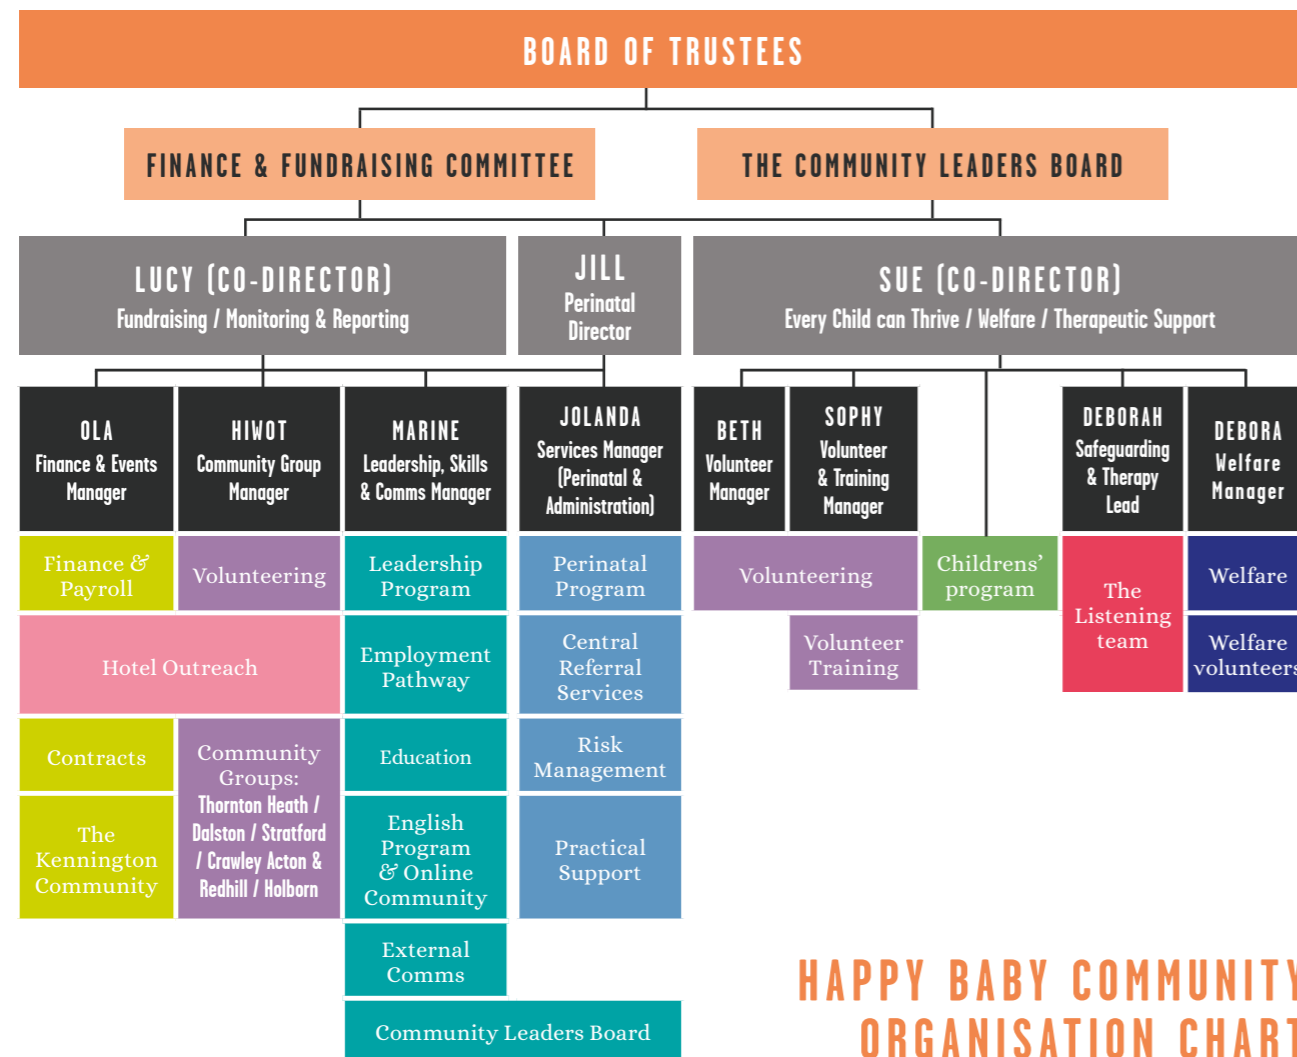 BOARD OF TRUSTEES
FINANCE & FUNDRAISING COMMITTEE
THE COMMUNITY LEADERS BOARD
LUCY (CO-DIRECTOR)
Fundraising / Monitoring & Reporting
JILL
Perinatal
Director
SUE (CO-DIRECTOR)
Every Child can Thrive / Welfare / Therapeutic Support
OLA
Finance & Events
Manager
HIWOT
Community Group
Manager
MARINE
Leadership, Skills
& Comms Manager
JOLANDA
Services Manager
(Perinatal &
Administration)
BETH
Volunteer
Manager
SOPHY
Volunteer
& Training
Manager
DEBORAH
Safeguarding
& Therapy
Lead
DEBORA
Welfare
Manager
Finance &
Payroll
Volunteering
Leadership
Program
Perinatal
Program
Volunteering
Childrens’
program
The
Listening
team
Welfare
Hotel Outreach
Employment
Pathway
Central
Referral
Services
Volunteer
Training
Welfare
volunteers
Contracts
Community
Groups:
Thornton Heath /
Dalston / Stratford
/ Crawley Acton &
Redhill / Holborn
Education
Risk
Management
The
Kennington
Community
English
Program
& Online
Community
Practical
Support
External
Comms
Community Leaders Board
HAPPY BABY COMMUNITY
ORGANISATION CHART